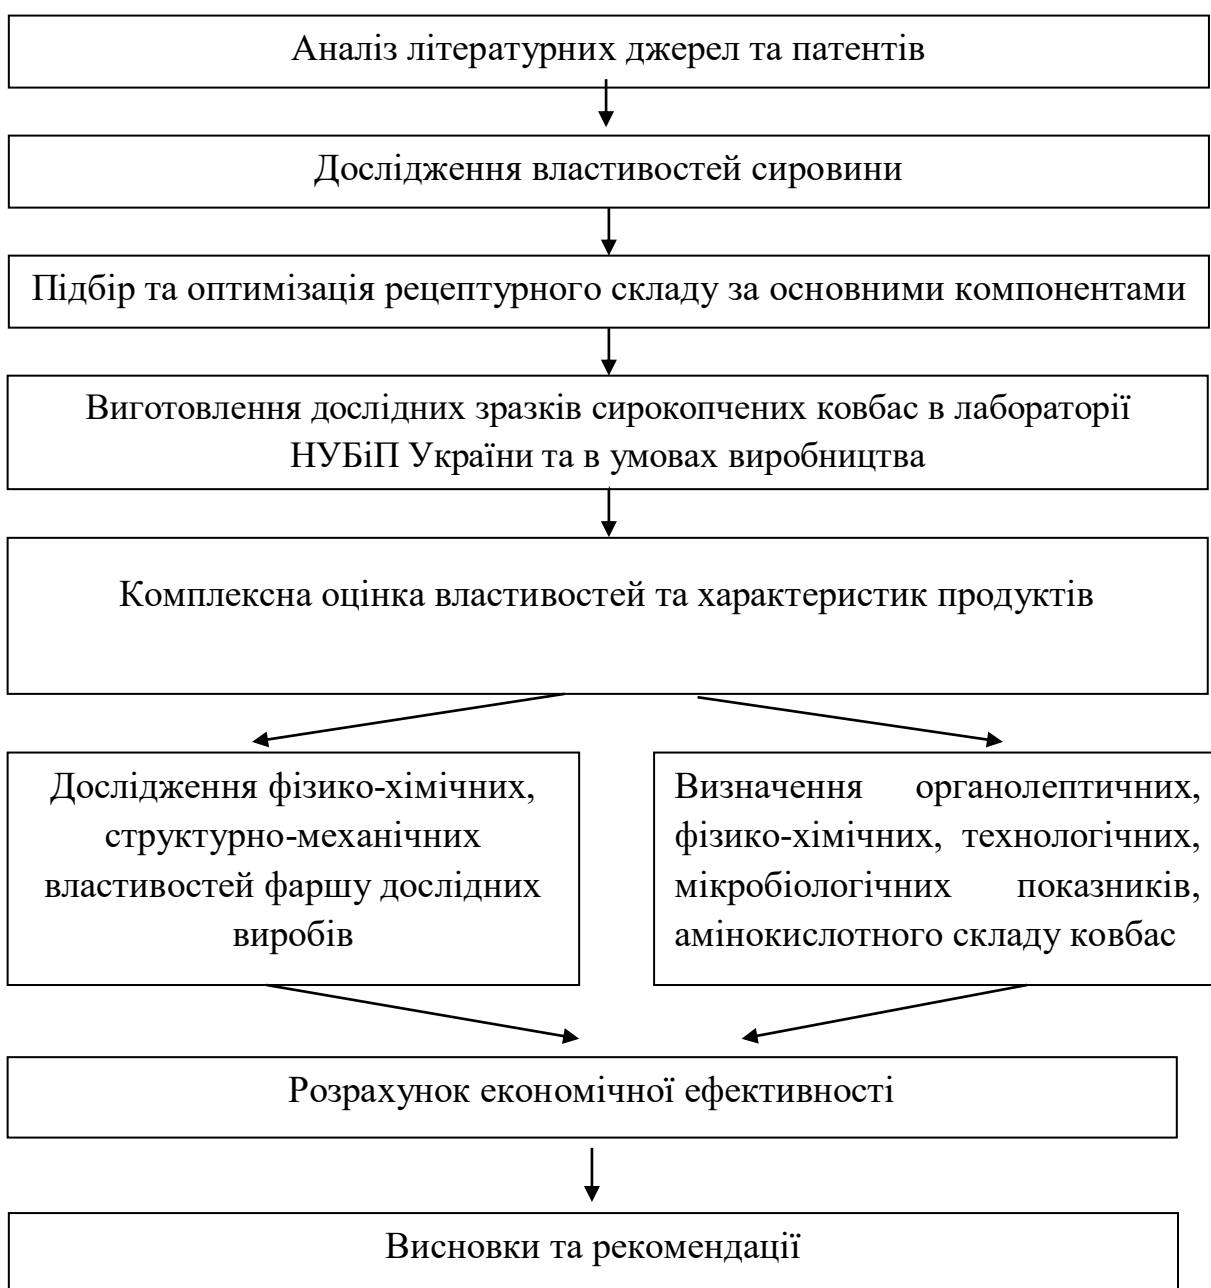 Аналіз літературних джерел та патентів
Дослідження властивостей сировини
Підбір та оптимізація рецептурного складу за основними компонентами
Виготовлення дослідних зразків сирокопчених ковбас в лабораторії
НУБіП України та в умовах виробництва
Комплексна оцінка властивостей та характеристик продуктів
Дослідження фізико-хімічних,
структурно-механічних
властивостей фаршу дослідних
виробів
Визначення органолептичних,
фізико-хімічних, технологічних,
мікробіологічних показників,
амінокислотного складу ковбас
Розрахунок економічної ефективності
Висновки та рекомендації